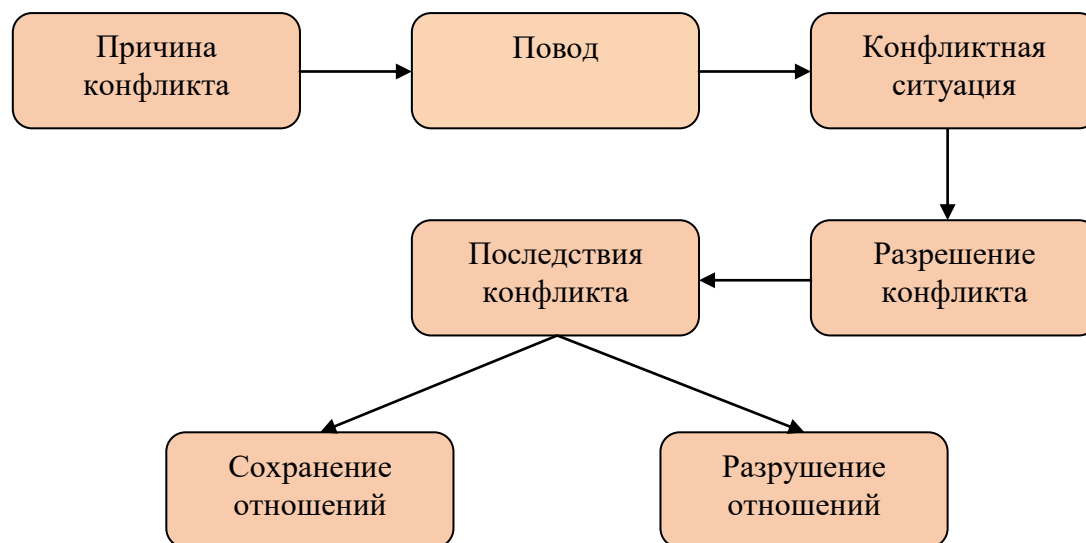 Причина
конфликта
Повод
Конфликтная
ситуация
Разрешение
конфликта
Последствия
конфликта
Сохранение
отношений
Разрушение
отношений